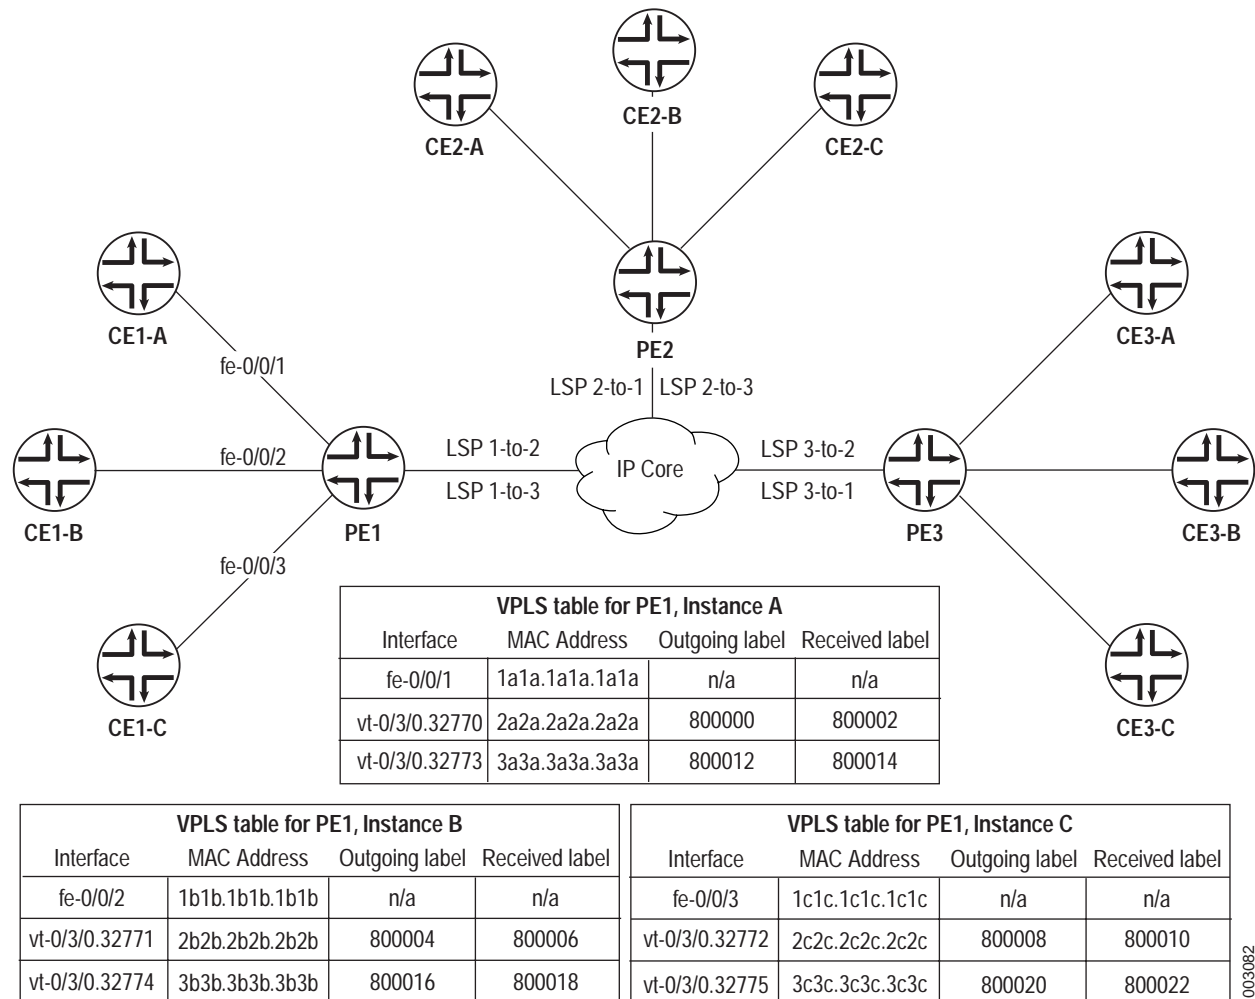 CE2-A
CE2-B
CE2-C
CE1-A
CE3-A
fe-0/0/1
PE2
LSP 2-to-1
LSP 2-to-3
fe-0/0/2
LSP 1-to-2
IP Core
LSP 3-to-2
LSP 1-to-3
LSP 3-to-1
CE1-B
PE1
PE3
CE3-B
fe-0/0/3
CE1-C
CE3-C
VPLS table for PE1, Instance A
Interface MAC Address Outgoing label Received label
fe-0/0/1 1a1a.1a1a.1a1a n/a n/a
vt-0/3/0.32770 2a2a.2a2a.2a2a 800000 800002
vt-0/3/0.32773 3a3a.3a3a.3a3a 800012 800014
VPLS table for PE1, Instance B
Interface MAC Address Outgoing label Received label
fe-0/0/2 1b1b.1b1b.1b1b n/a n/a
vt-0/3/0.32771 2b2b.2b2b.2b2b 800004 800006
vt-0/3/0.32774 3b3b.3b3b.3b3b 800016 800018
VPLS table for PE1, Instance C
Interface MAC Address Outgoing label Received label
fe-0/0/3 1c1c.1c1c.1c1c n/a n/a
vt-0/3/0.32772 2c2c.2c2c.2c2c 800008 800010
vt-0/3/0.32775 3c3c.3c3c.3c3c 800020 800022
003082